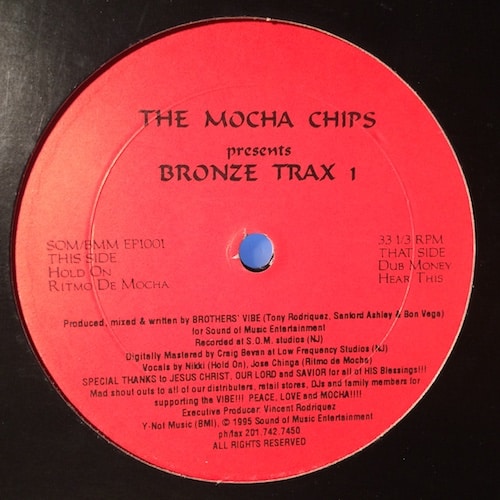 THE MOCHA CHIPS
presents
BRONZE TRAX 1
SOM/BMM EP1001
THIS SIDE
HOLD ON
RITMO DE MOCHA
33 1/3 RPM
THAT SIDE
DUB MONEY
HEAR THIS
Produced, mixed & written by BROTHERS' VIBE (Tony Rodriquez, Sanford Ashley & Bon Vega)
for Sound of Music Entertainment
Recorded at S.O.M. studios (NJ)
Digitally Mastered by Craig Bevan at Low Frequency Studios (NJ)
Vocals by Nikki (Hold On), Jose Chinga (Ritmo de Mocha)
SPECIAL THANKS to JESUS CHRIST, OUR LORD and SAVIOR for all of HIS Blessings!!!
Mad shout outs to all of our distributers, retail stores, DJs and family members for
supporting the VIBE!!! PEACE, LOVE and MOCHA!!!!
Executive Producer: Vincent Rodriquez
Y-Not Music (BMI), © 1995 Sound of Music Entertainment
ph/fax 201.742.7450
ALL RIGHTS RESERVED